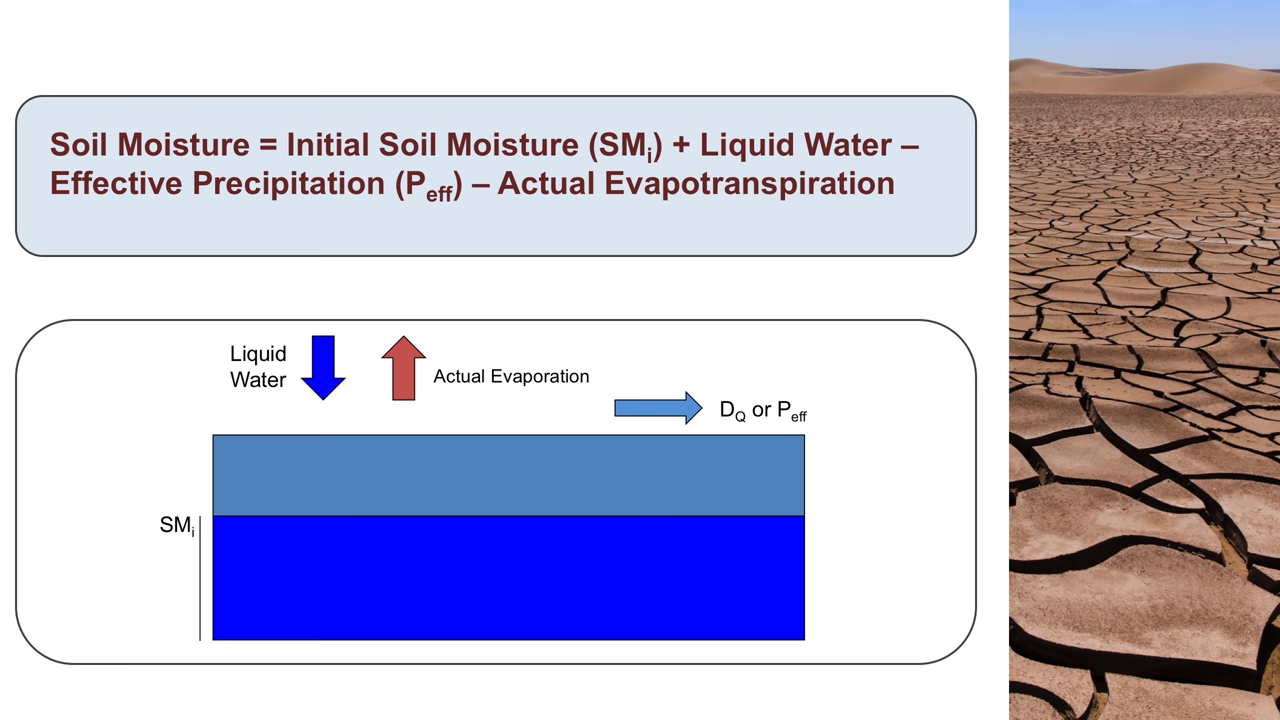 Soil Moisture = Initial Soil Moisture (SMi) + Liquid Water –
Effective Precipitation (Peff) – Actual Evapotranspiration
Liquid
Water
Actual Evaporation
DQ or Peff
SMi